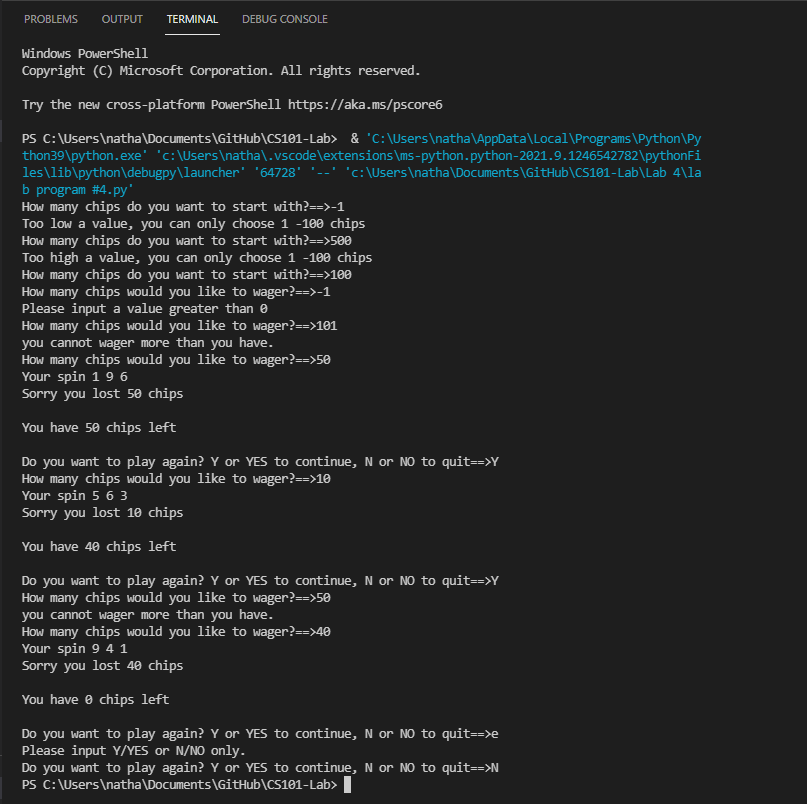 PROBLEMS OUTPUT TERMINAL DEBUG CONSOLE
Windows PowerShell
Copyright (C) Microsoft Corporation. All rights reserved.
Try the new cross-platform PowerShell https://aka.ms/pscore6
PS C:\Users\natha\Documents\GitHub\CS101-Lab>  & 'C:\Users\natha\AppData\Local\Programs\Python\Py
thon39\python.exe' 'c:\Users\natha\.vscode\extensions\ms-python.python-2021.9.1246542782\pythonFi
les\lib\python\debugpy\launcher' '64728' '--' 'c:\Users\natha\Documents\GitHub\CS101-Lab\Lab 4\la
b program #4.py'
How many chips do you want to start with?==>-1
Too low a value, you can only choose 1 -100 chips
How many chips do you want to start with?==>500
Too high a value, you can only choose 1 -100 chips
How many chips do you want to start with?==>100
How many chips would you like to wager?==>-1
Please input a value greater than 0
How many chips would you like to wager?==>101
you cannot wager more than you have.
How many chips would you like to wager?==>50
Your spin 1 9 6
Sorry you lost 50 chips
You have 50 chips left
Do you want to play again? Y or YES to continue, N or NO to quit==>Y
How many chips would you like to wager?==>10
Your spin 5 6 3
Sorry you lost 10 chips
You have 40 chips left
Do you want to play again? Y or YES to continue, N or NO to quit==>Y
How many chips would you like to wager?==>50
you cannot wager more than you have.
How many chips would you like to wager?==>40
Your spin 9 4 1
Sorry you lost 40 chips
You have 0 chips left
Do you want to play again? Y or YES to continue, N or NO to quit==>e
Please input Y/YES or N/NO only.
Do you want to play again? Y or YES to continue, N or NO to quit==>N
PS C:\Users\natha\Documents\GitHub\CS101-Lab>